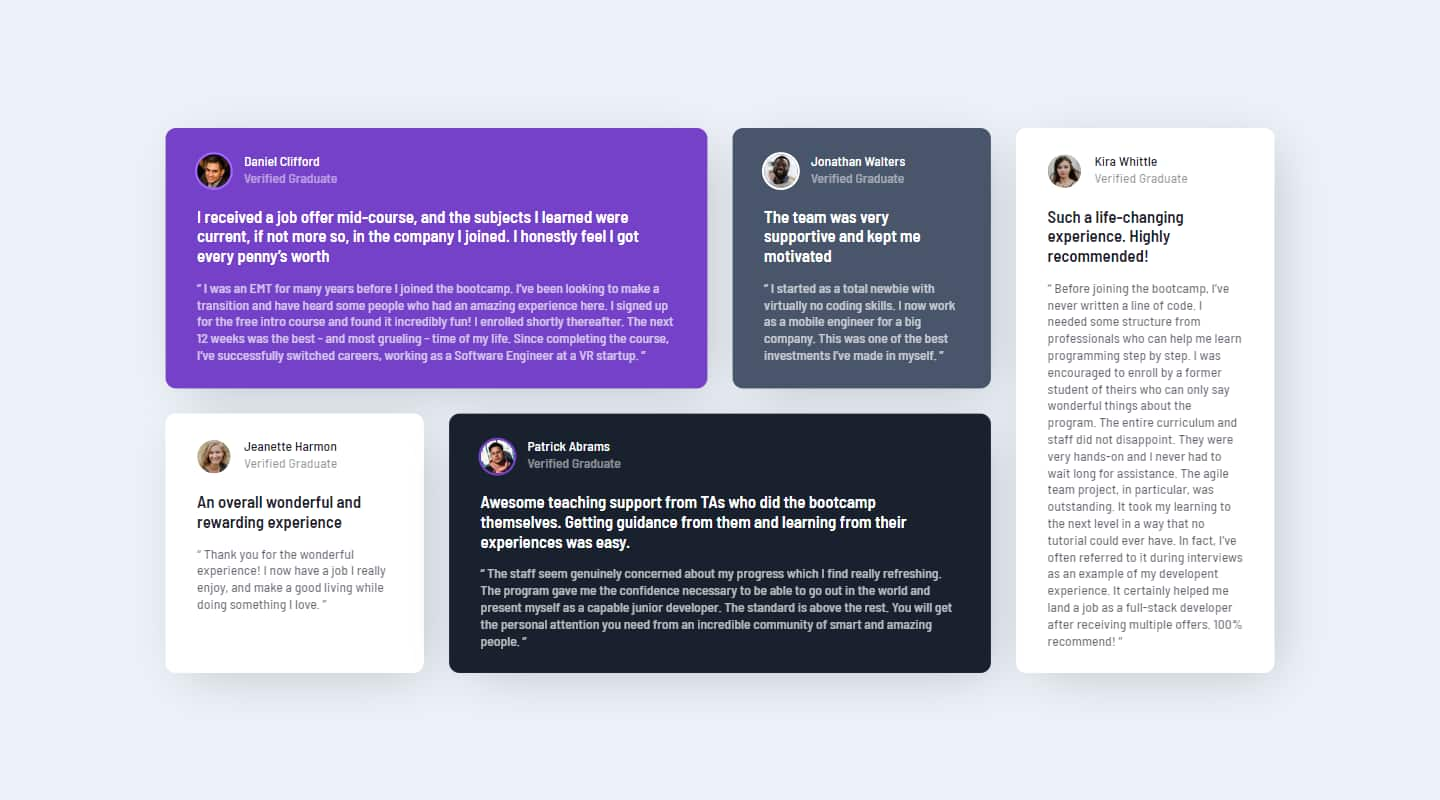 Daniel Clifford
Verified Graduate
I received a job offer mid-course, and the subjects I learned were
current, if not more so, in the company I joined. I honestly feel I got
every penny’s worth
“ I was an EMT for many years before I joined the bootcamp. I’ve been looking to make a
transition and have heard some people who had an amazing experience here. I signed up
for the free intro course and found it incredibly fun! I enrolled shortly thereafter. The next
12 weeks was the best - and most grueling - time of my life. Since completing the course,
I’ve successfully switched careers, working as a Software Engineer at a VR startup. ”
Jonathan Walters
Verified Graduate
The team was very
supportive and kept me
motivated
“ I started as a total newbie with
virtually no coding skills. I now work
as a mobile engineer for a big
company. This was one of the best
investments I’ve made in myself. ”
Kira Whittle
Verified Graduate
Such a life-changing
experience. Highly
recommended!
“ Before joining the bootcamp, I’ve
never written a line of code. I
needed some structure from
professionals who can help me learn
programming step by step. I was
encouraged to enroll by a former
student of theirs who can only say
wonderful things about the
program. The entire curriculum and
staff did not disappoint. They were
very hands-on and I never had to
wait long for assistance. The agile
team project, in particular, was
outstanding. It took my learning to
the next level in a way that no
tutorial could ever have. In fact, I’ve
often referred to it during interviews
as an example of my developent
experience. It certainly helped me
land a job as a full-stack developer
after receiving multiple offers. 100%
recommend! ”
Jeanette Harmon
Verified Graduate
An overall wonderful and
rewarding experience
“ Thank you for the wonderful
experience! I now have a job I really
enjoy, and make a good living while
doing something I love. ”
Patrick Abrams
Verified Graduate
Awesome teaching support from TAs who did the bootcamp
themselves. Getting guidance from them and learning from their
experiences was easy.
“ The staff seem genuinely concerned about my progress which I find really refreshing.
The program gave me the confidence necessary to be able to go out in the world and
present myself as a capable junior developer. The standard is above the rest. You will get
the personal attention you need from an incredible community of smart and amazing
people. ”